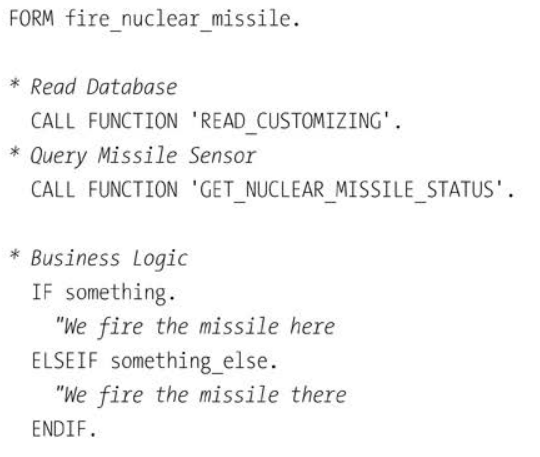 FORM fire_nuclear_missile.
* Read Database
CALL FUNCTION 'READ_CUSTOMIZING'.
* Query Missile Sensor
CALL FUNCTION 'GET_NUCLEAR_MISSILE_STATUS'.
* Business Logic
IF something.
"We fire the missile here
ELSEIF something_else.
"We fire the missile there
ENDIF.